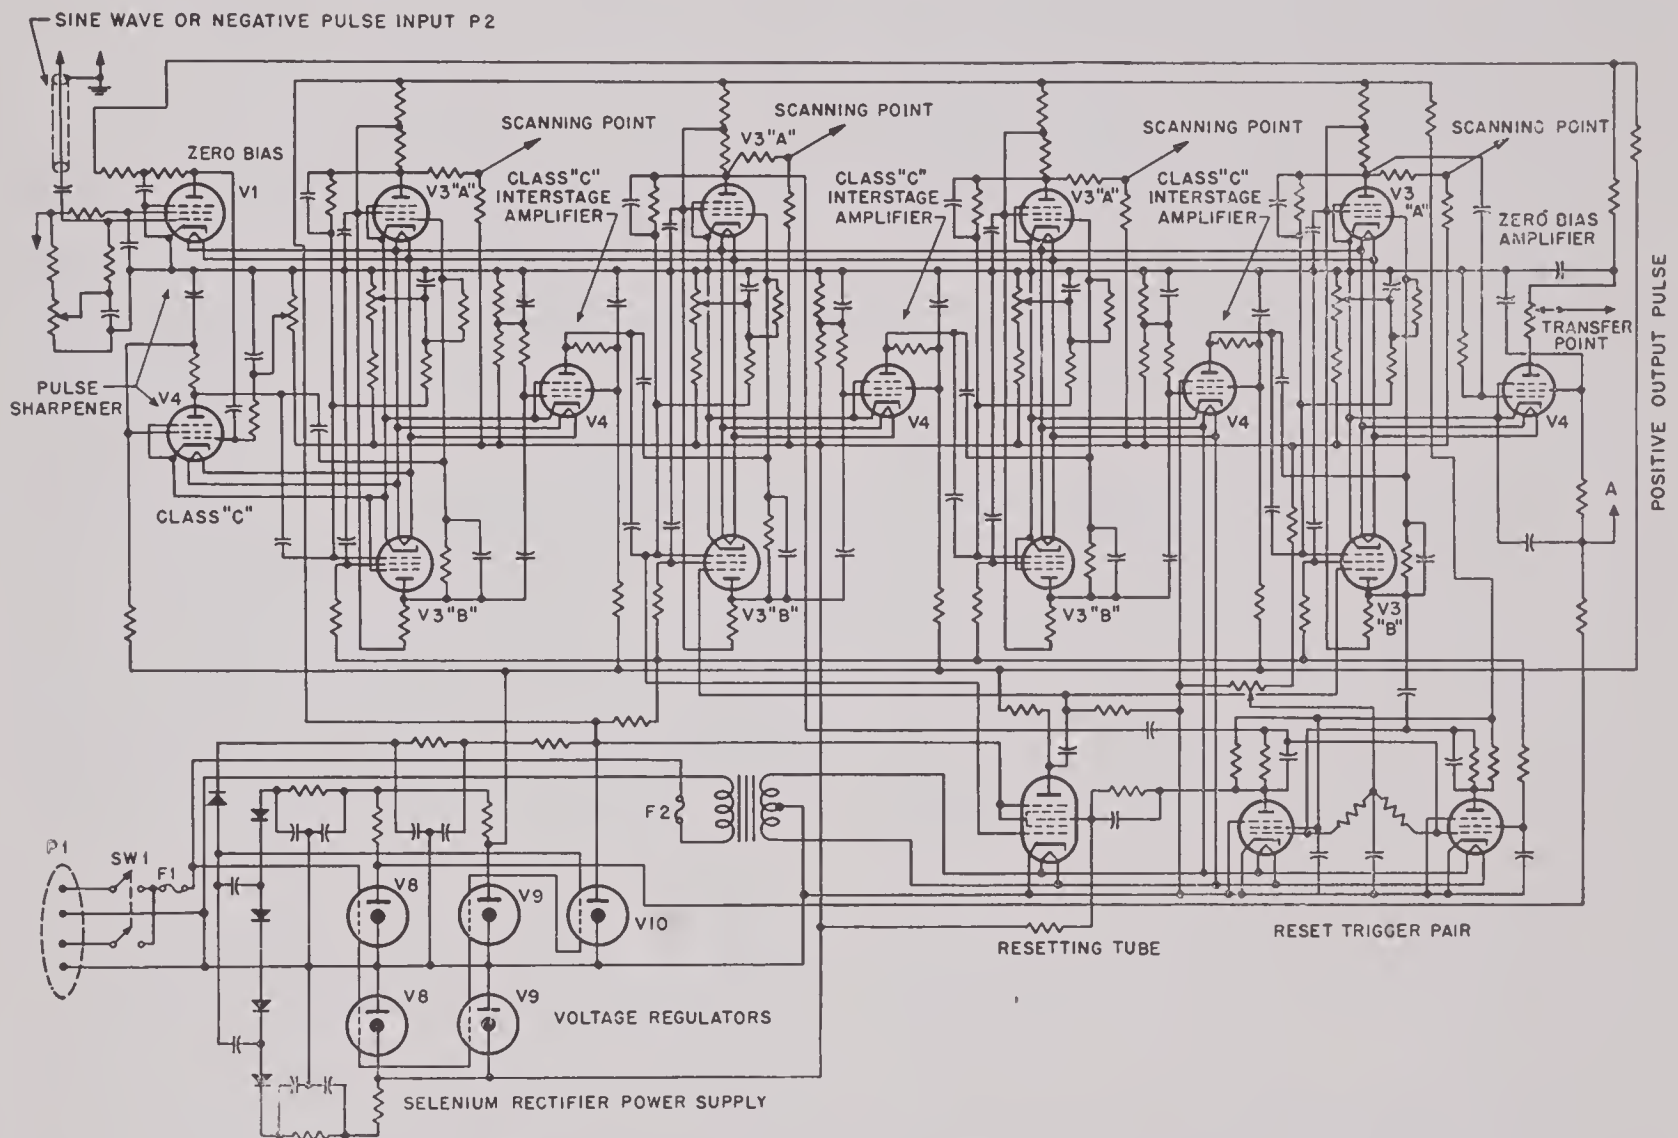 SINE WAVE OR NEGATIVE PULSE INPUT P2
ZERO BIAS
V1
V3"A"
SCANNING POINT
CLASS"C"
INTERSTAGE
AMPLIFIER
V3"A"
SCANNING POINT
CLASS"C"
INTERSTAGE
AMPLIFIER
V3"A"
SCANNING POINT
CLASS"C"
INTERSTAGE
AMPLIFIER
V3
"A"
SCANNING POINT
ZERO BIAS
AMPLIFIER
TRANSFER
POINT
POSITIVE OUTPUT PULSE
PULSE
SHARPENER
V4
CLASS"C"
V4
V4
V4
V4
A
V3"B"
V3"B"
V3"B"
V3
"B"
P1
SW1
F1
F2
V8
V9
V10
V8
V9
VOLTAGE REGULATORS
SELENIUM RECTIFIER POWER SUPPLY
RESETTING TUBE
RESET TRIGGER PAIR